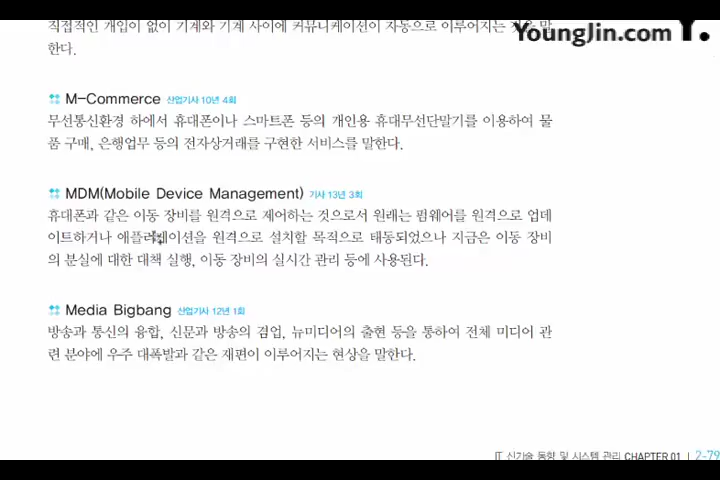 직접적인 개입이 없이 기계와 기계 사이에 커뮤니케이션이 자동으로 이루어지는 것을 말
한다.
YoungJin.com Y.
M-Commerce 산업기사 10년 4회
무선통신환경 하에서 휴대폰이나 스마트폰 등의 개인용 휴대무선단말기를 이용하여 물
품 구매, 은행업무 등의 전자상거래를 구현한 서비스를 말한다.
MDM(Mobile Device Management) 기사 13년 3회
휴대폰과 같은 이동 장비를 원격으로 제어하는 것으로서 원래는 펌웨어를 원격으로 업데
이트하거나 애플리케이션을 원격으로 설치할 목적으로 태동되었으나 지금은 이동 장비
의 분실에 대한 대책 실행, 이동 장비의 실시간 관리 등에 사용된다.
Media Bigbang 산업기사 12년 1회
방송과 통신의 융합, 신문과 방송의 겸업, 뉴미디어의 출현 등을 통하여 전체 미디어 관
련 분야에 우주 대폭발과 같은 재편이 이루어지는 현상을 말한다.
IT 신기술 동향 및 시스템 관리 CHAPTER 01 | 2-79